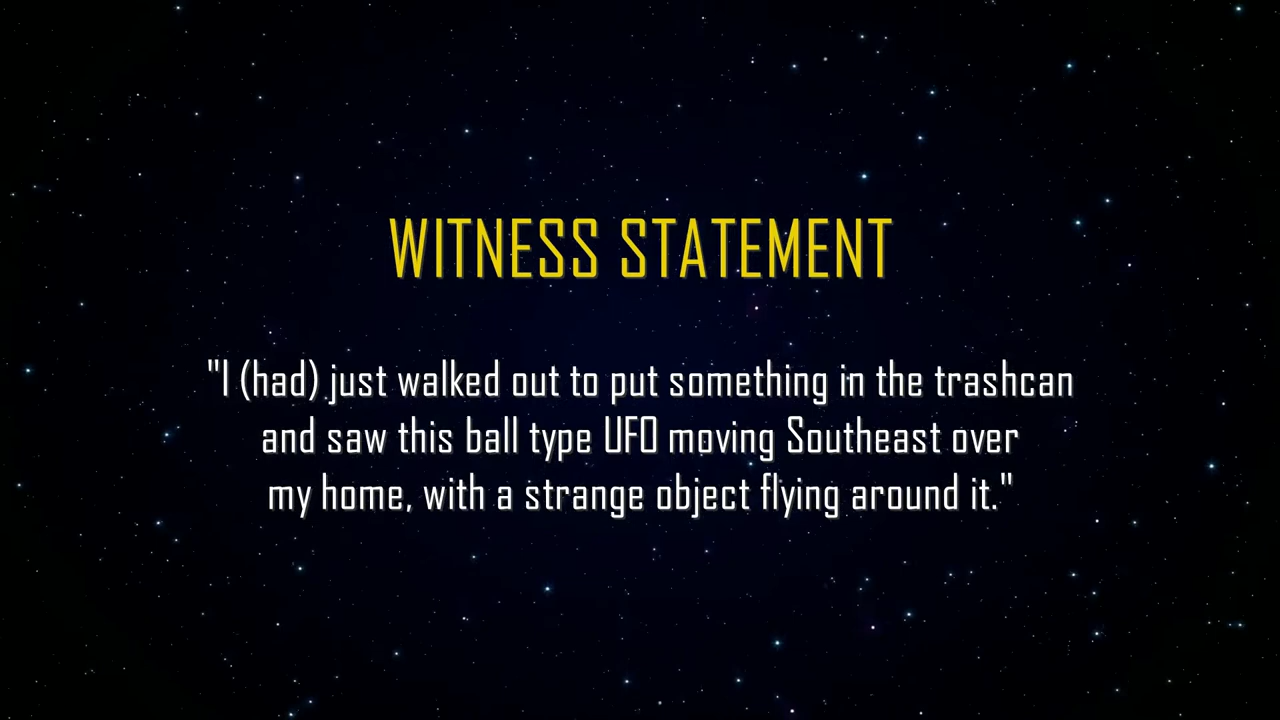 WITNESS STATEMENT
"I (had) just walked out to put something in the trashcan
and saw this ball type UFO moving Southeast over
my home, with a strange object flying around it."